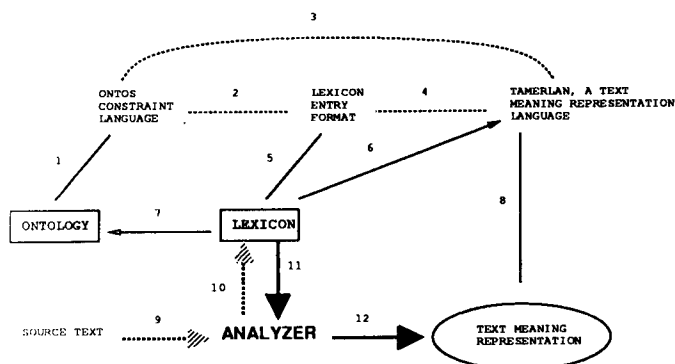 3
ONTOS
CONSTRAINT
LANGUAGE
2
LEXICON
ENTRY
FORMAT
4
TAMERLAN, A TEXT
MEANING REPRESENTATION
LANGUAGE
1
5
6
ONTOLOGY
7
LEXICON
8
10
11
SOURCE TEXT
9
ANALYZER
12
TEXT MEANING
REPRESENTATION